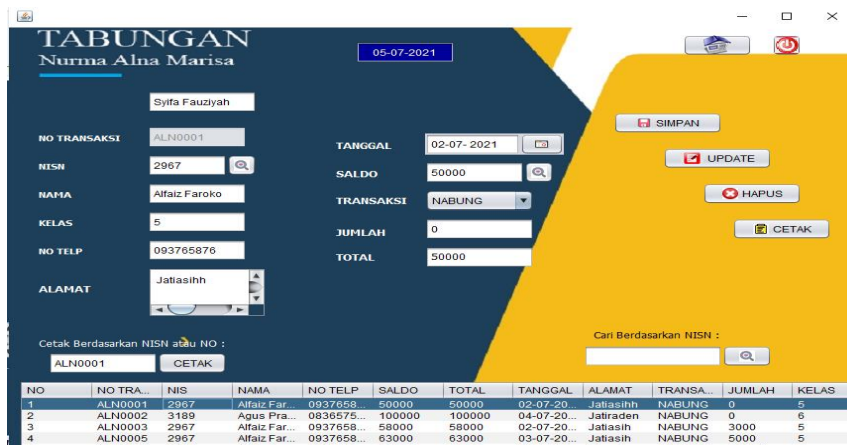 TABUNGAN
Nurma Alna Marisa
05-07-2021
Syifa Fauziyah
NO TRANSAKSI ALN0001
NISN 2967
NAMA Alfaiz Faroko
KELAS 5
NO TELP 093765876
ALAMAT Jatiasihh
TANGGAL 02-07- 2021
SALDO 50000
TRANSAKSI NABUNG
JUMLAH 0
TOTAL 50000
SIMPAN
UPDATE
HAPUS
CETAK
Cetak Berdasarkan NISN atau NO :
ALN0001 CETAK
Cari Berdasarkan NISN :
NO NO TRA... NIS NAMA NO TELP SALDO TOTAL TANGGAL ALAMAT TRANSA... JUMLAH KELAS
1 ALN0001 2967 Alfaiz Far... 0937658... 50000 50000 02-07-20... Jatiasihh NABUNG 0 5
2 ALN0002 3189 Agus Pra... 0836575... 100000 100000 04-07-20... Jatiraden NABUNG 0 6
3 ALN0003 2967 Alfaiz Far... 0937658... 58000 58000 02-07-20... Jatiasih NABUNG 3000 5
4 ALN0005 2967 Alfaiz Far... 0937658... 63000 63000 03-07-20... Jatiasih NABUNG 5000 5